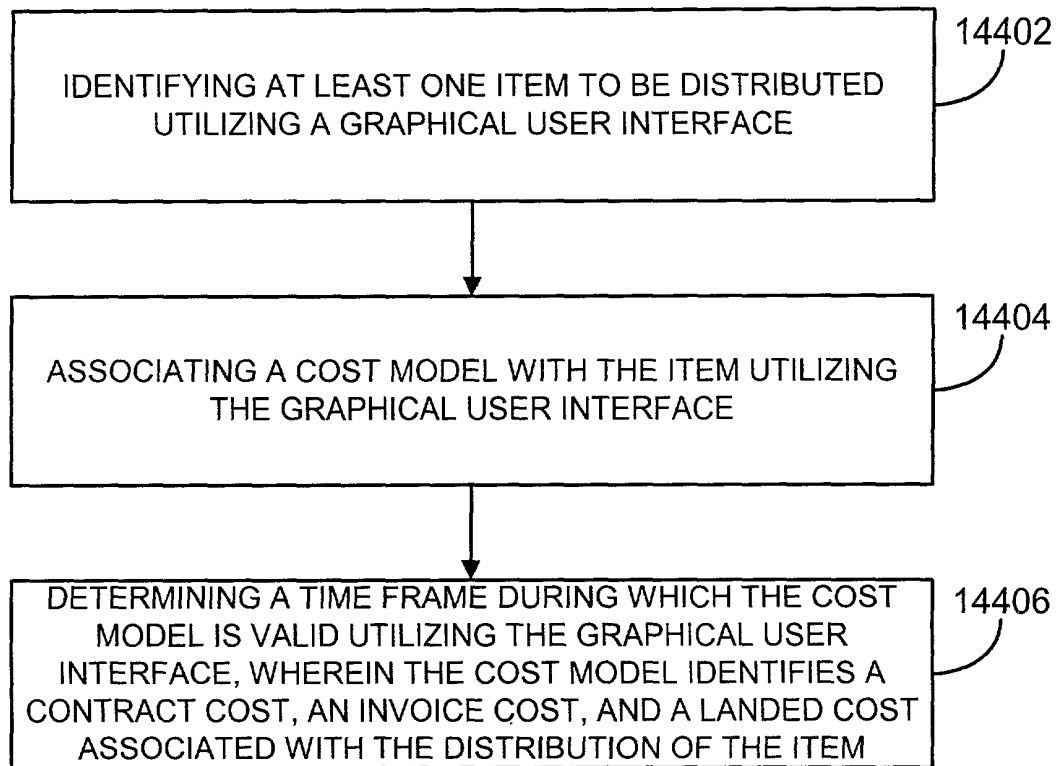 14402
IDENTIFYING AT LEAST ONE ITEM TO BE DISTRIBUTED
UTILIZING A GRAPHICAL USER INTERFACE
14404
ASSOCIATING A COST MODEL WITH THE ITEM UTILIZING
THE GRAPHICAL USER INTERFACE
14406
DETERMINING A TIME FRAME DURING WHICH THE COST
MODEL IS VALID UTILIZING THE GRAPHICAL USER
INTERFACE, WHEREIN THE COST MODEL IDENTIFIES A
CONTRACT COST, AN INVOICE COST, AND A LANDED COST
ASSOCIATED WITH THE DISTRIBUTION OF THE ITEM